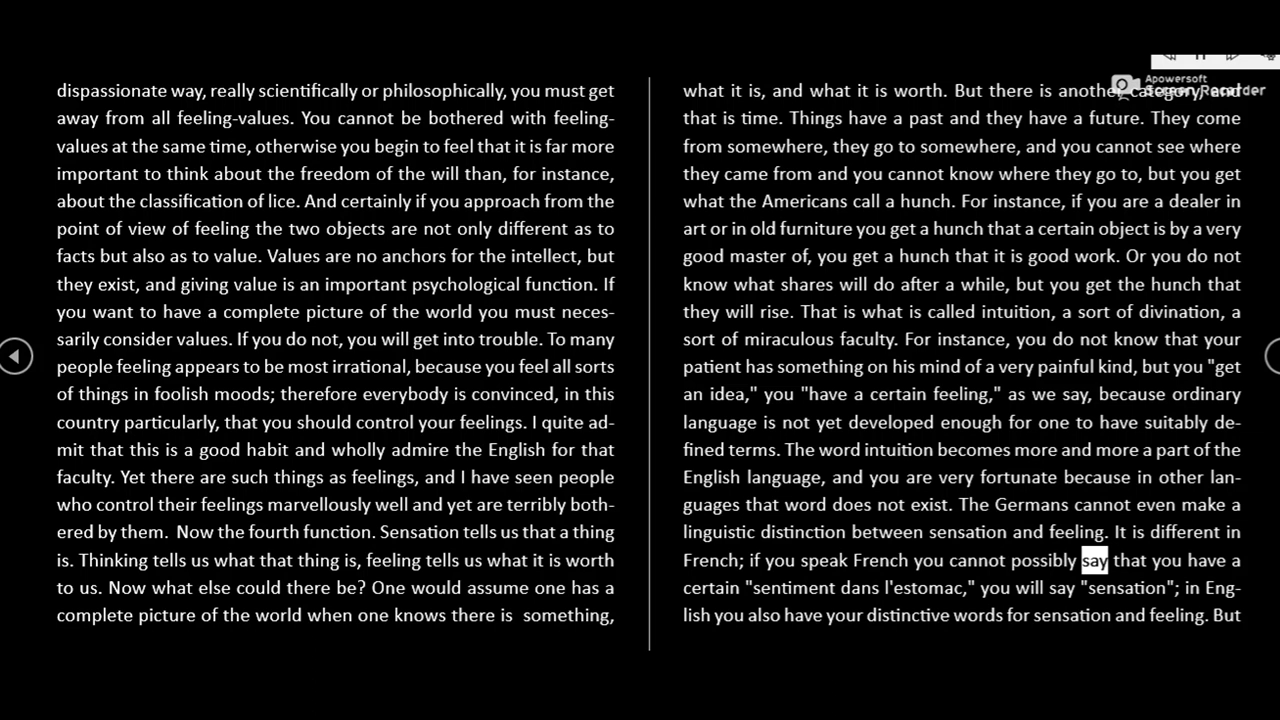 dispassionate way, really scientifically or philosophically, you must get
away from all feeling-values. You cannot be bothered with feeling-
values at the same time, otherwise you begin to feel that it is far more
important to think about the freedom of the will than, for instance,
about the classification of lice. And certainly if you approach from the
point of view of feeling the two objects are not only different as to
facts but also as to value. Values are no anchors for the intellect, but
they exist, and giving value is an important psychological function. If
you want to have a complete picture of the world you must neces-
sarily consider values. If you do not, you will get into trouble. To many
people feeling appears to be most irrational, because you feel all sorts
of things in foolish moods; therefore everybody is convinced, in this
country particularly, that you should control your feelings. I quite ad-
mit that this is a good habit and wholly admire the English for that
faculty. Yet there are such things as feelings, and I have seen people
who control their feelings marvellously well and yet are terribly both-
ered by them. Now the fourth function. Sensation tells us that a thing
is. Thinking tells us what that thing is, feeling tells us what it is worth
to us. Now what else could there be? One would assume one has a
complete picture of the world when one knows there is something,
Apowersoft
Screen Recorder
what it is, and what it is worth. But there is another category, and
that is time. Things have a past and they have a future. They come
from somewhere, they go to somewhere, and you cannot see where
they came from and you cannot know where they go to, but you get
what the Americans call a hunch. For instance, if you are a dealer in
art or in old furniture you get a hunch that a certain object is by a very
good master of, you get a hunch that it is good work. Or you do not
know what shares will do after a while, but you get the hunch that
they will rise. That is what is called intuition, a sort of divination, a
sort of miraculous faculty. For instance, you do not know that your
patient has something on his mind of a very painful kind, but you "get
an idea," you "have a certain feeling," as we say, because ordinary
language is not yet developed enough for one to have suitably de-
fined terms. The word intuition becomes more and more a part of the
English language, and you are very fortunate because in other lan-
guages that word does not exist. The Germans cannot even make a
linguistic distinction between sensation and feeling. It is different in
French; if you speak French you cannot possibly say that you have a
certain "sentiment dans l'estomac," you will say "sensation"; in Eng-
lish you also have your distinctive words for sensation and feeling. But